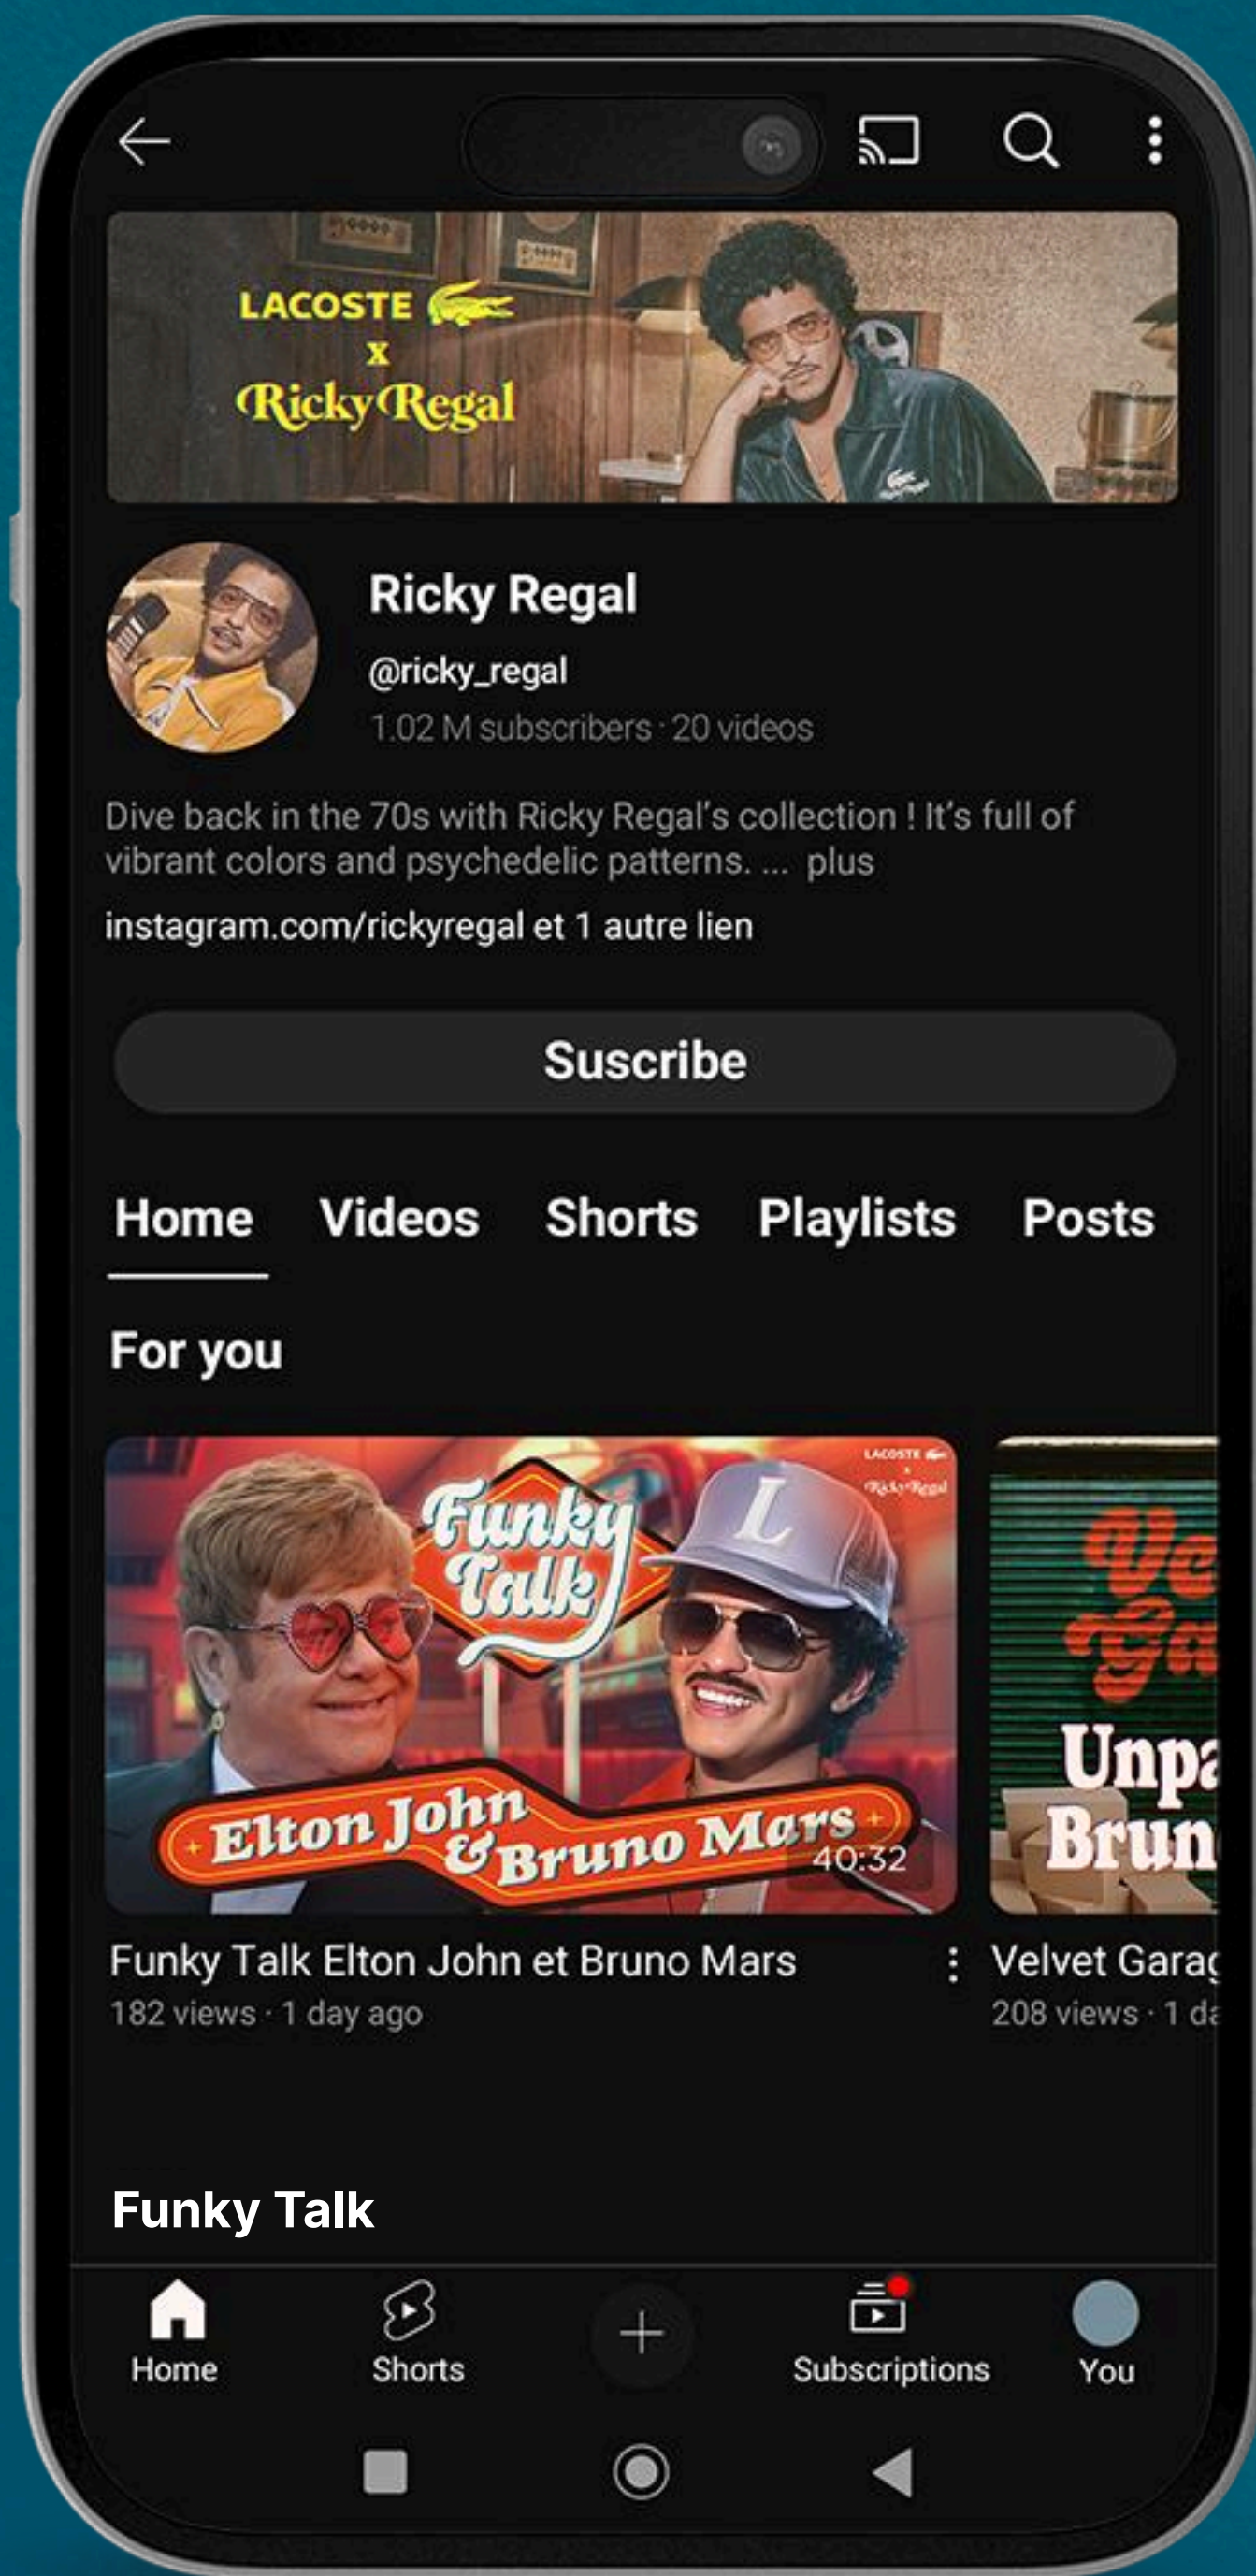 LACOSTE
x
Ricky Regal
Ricky Regal
@ricky_regal
1.02 M subscribers · 20 videos
Dive back in the 70s with Ricky Regal’s collection ! It’s full of
vibrant colors and psychedelic patterns. ... plus
instagram.com/rickyregal et 1 autre lien
Suscribe
Home Videos Shorts Playlists Posts
For you
LACOSTE
x
Ricky Regal
Funky
Talk
L
Elton John
& Bruno Mars
40:32
Ve
Ga
Unpa
Brun
Funky Talk Elton John et Bruno Mars
182 views · 1 day ago
Velvet Garag
208 views · 1 da
Funky Talk
Home Shorts Subscriptions You